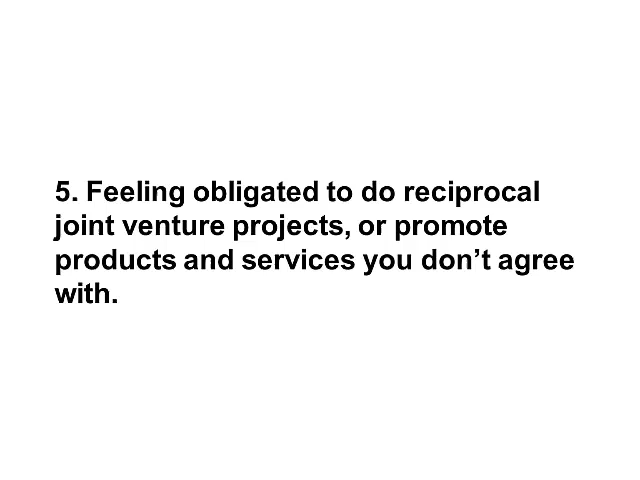 5. Feeling obligated to do reciprocal
joint venture projects, or promote
products and services you don’t agree
with.